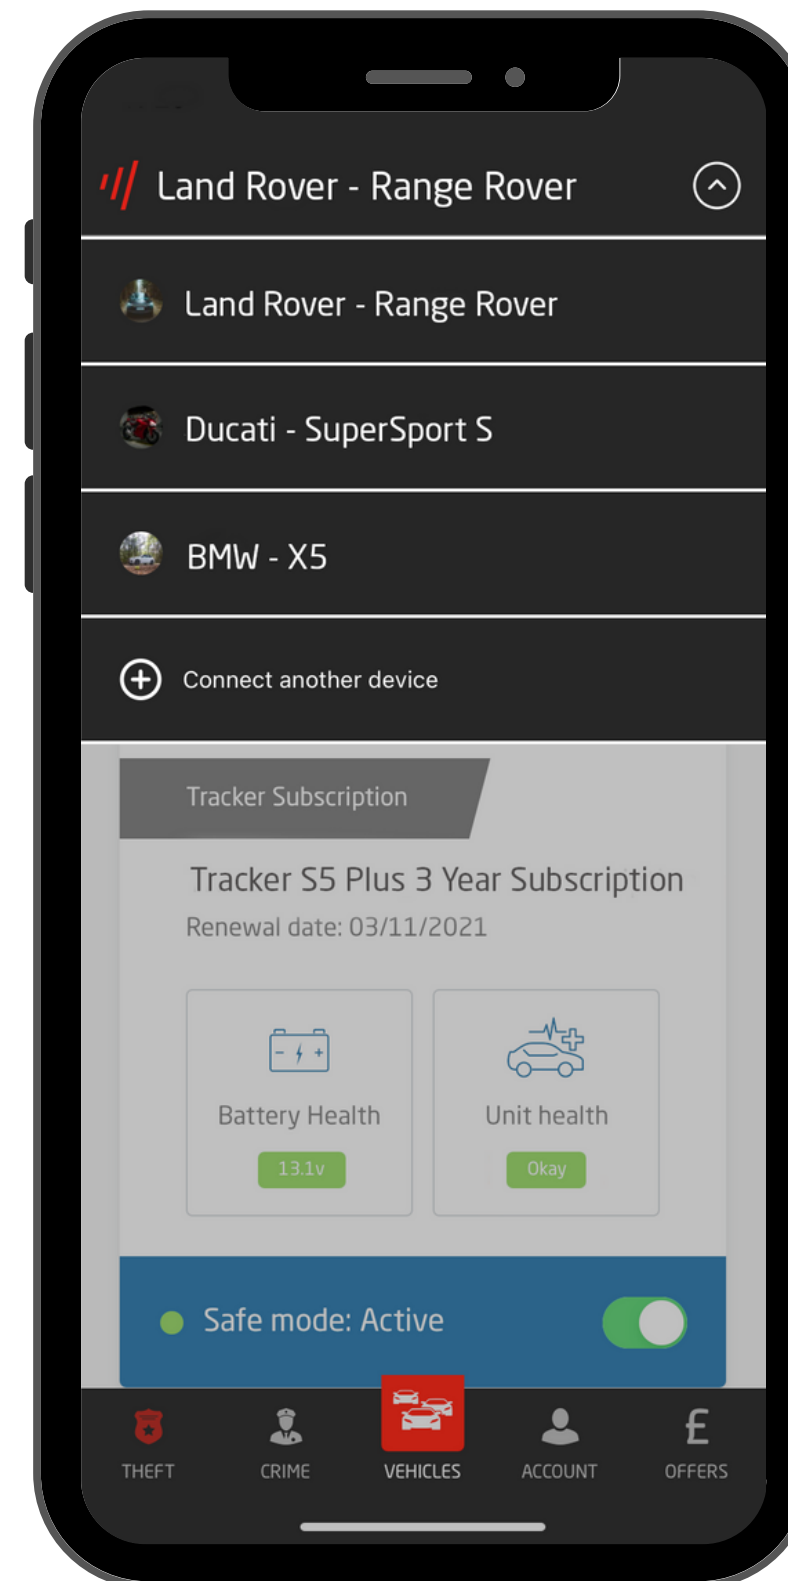 Land Rover - Range Rover
Land Rover - Range Rover
Ducati - SuperSport S
BMW - X5
Connect another device
Tracker Subscription
Tracker S5 Plus 3 Year Subscription
Renewal date: 03/11/2021
Battery Health
Unit health
13.1v
Okay
Safe mode: Active
THEFT
CRIME
VEHICLES
ACCOUNT
£
OFFERS